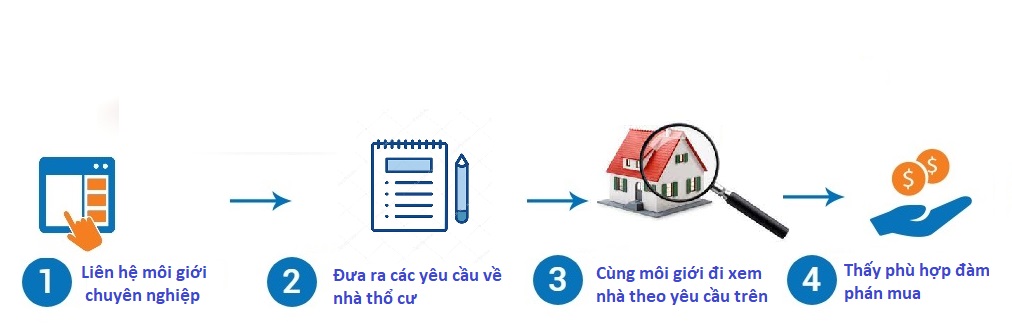 1
Liên hệ môi giới
chuyên nghiệp
2
Đưa ra các yêu cầu về
nhà thổ cư
3
Cùng môi giới đi xem
nhà theo yêu cầu trên
4
Thấy phù hợp đàm
phán mua
$
$